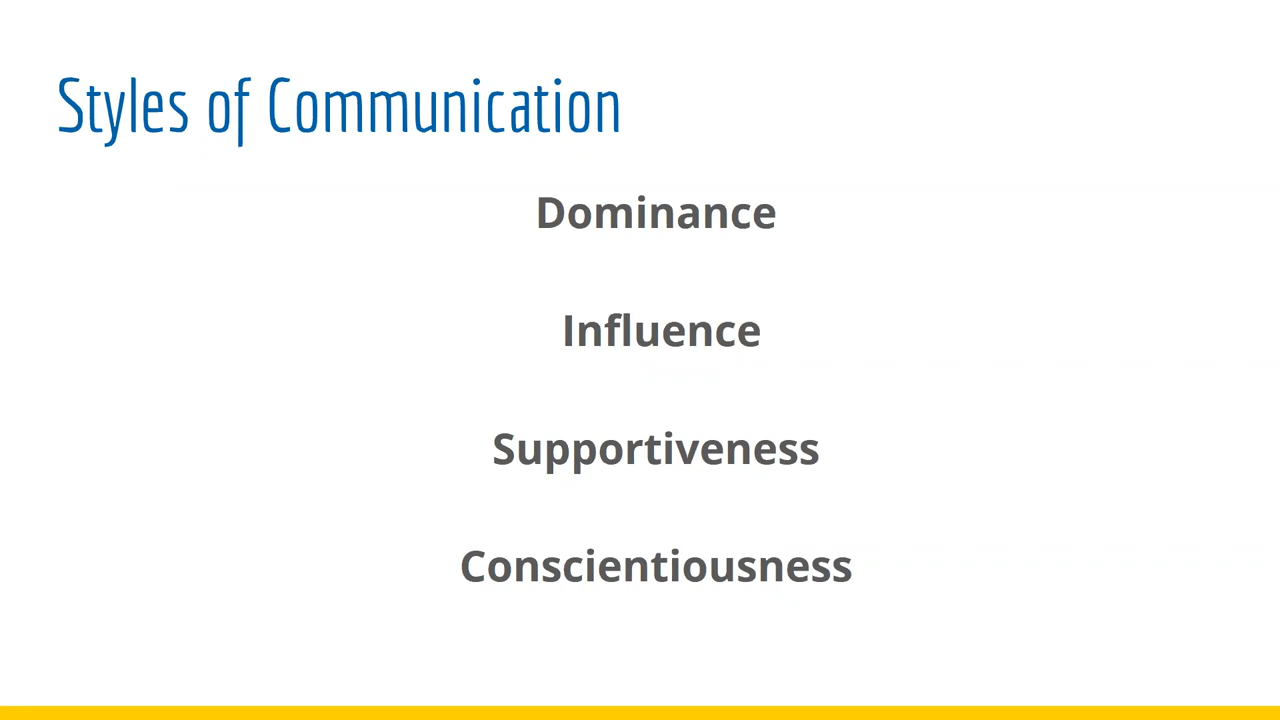 Styles of Communication
Dominance
Influence
Supportiveness
Conscientiousness